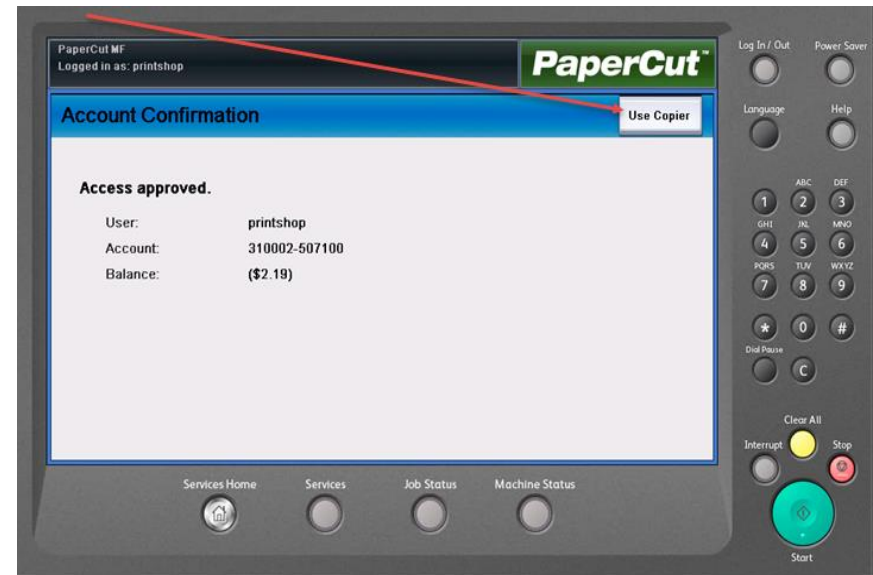 PaperCut MF
Logged in as: printshop
PaperCut™
Account Confirmation
Use Copier
Access approved.
User: printshop
Account: 310002-507100
Balance: ($2.19)
Services Home
Services
Job Status
Machine Status
Log In / Out
Power Saver
Language
Help
ABC DEF
1 2 3
GHI JKL MNO
4 5 6
PQRS TUV WXYZ
7 8 9
* 0 #
Dial Pause
C
Clear All
Interrupt
Stop
Start